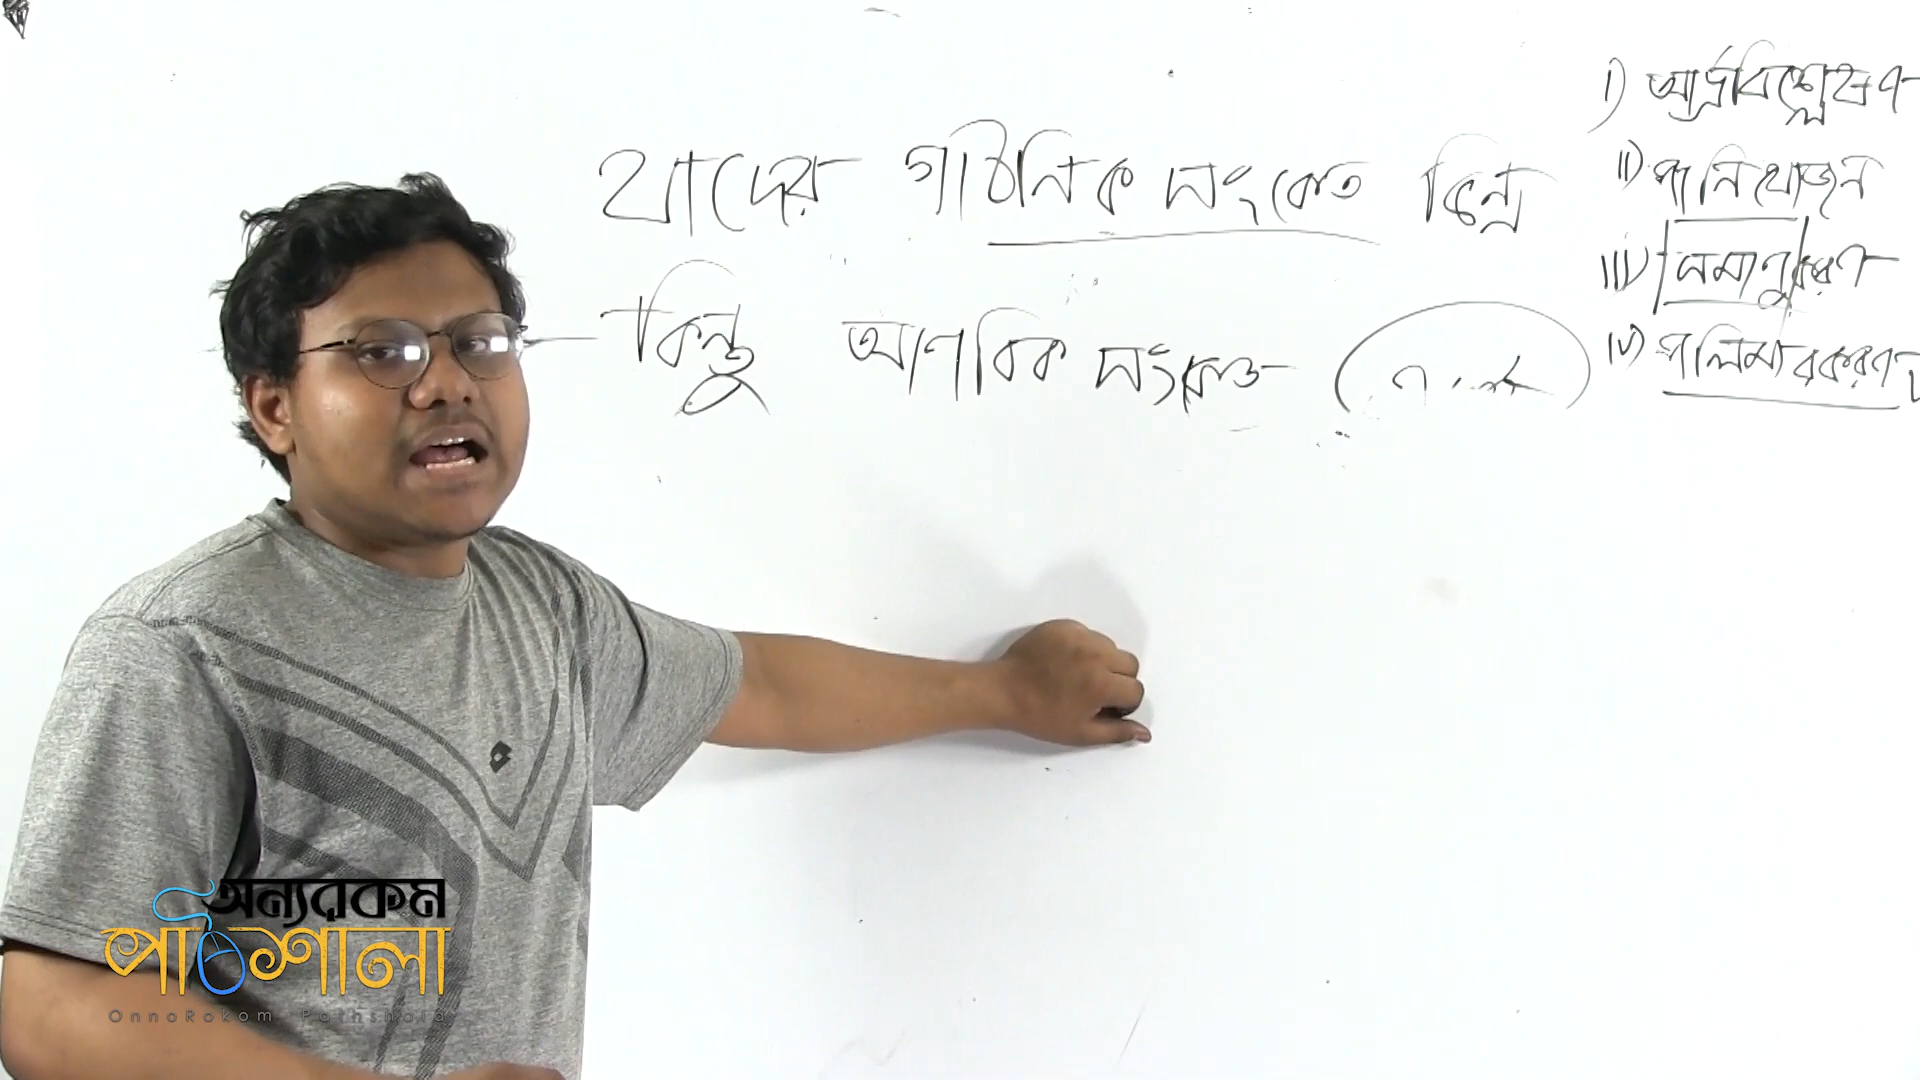 যাদের গাঠনিক সংকেত ভিন্ন
কিন্তু আণবিক সংকেত
I) আর্দ্রবিশ্লেষণ
II) পানিযোজন
III) সমাণুকরণ
IV) পলিমারকরণ
অন্যরকম
পাঠশালা
OnnoRokom Pathshala